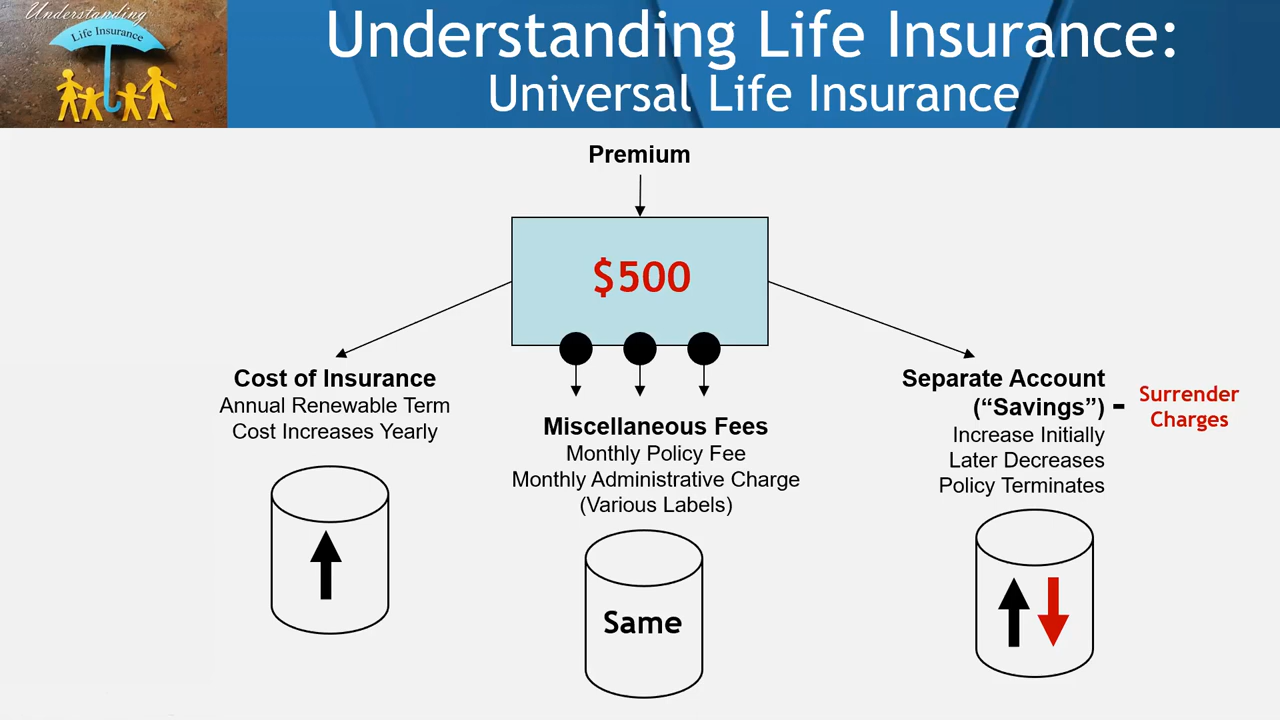 Understanding
Life Insurance
Understanding Life Insurance:
Universal Life Insurance
Premium
$500
Cost of Insurance
Annual Renewable Term
Cost Increases Yearly
Miscellaneous Fees
Monthly Policy Fee
Monthly Administrative Charge
(Various Labels)
Same
Separate Account
(“Savings”) -
Increase Initially
Later Decreases
Policy Terminates
Surrender
Charges